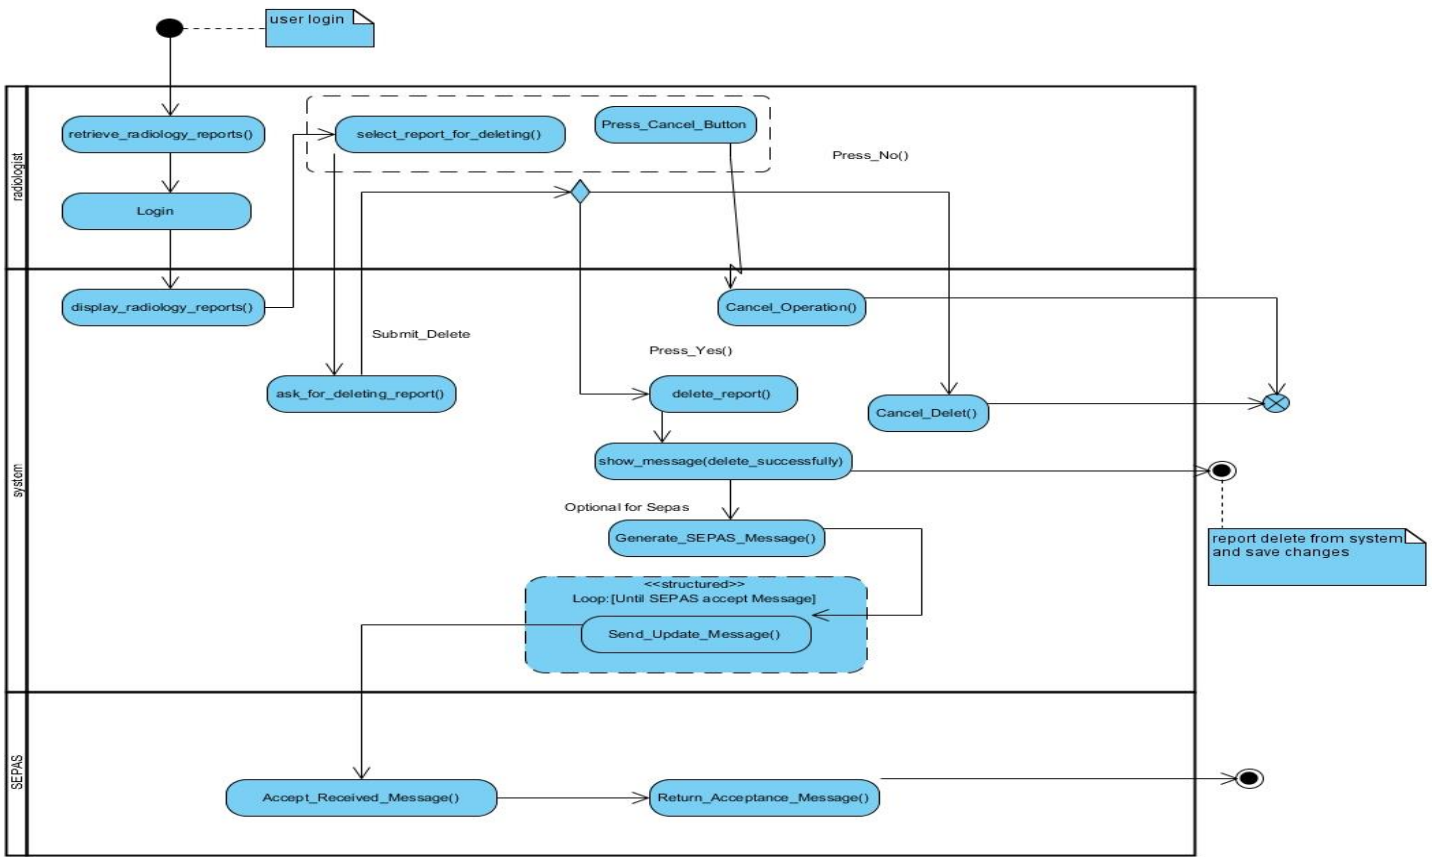 user login
radiologist
retrieve_radiology_reports()
select_report_for_deleting()
Press_Cancel_Button
Press_No()
Login
system
display_radiology_reports()
Cancel_Operation()
Submit_Delete
Press_Yes()
ask_for_deleting_report()
delete_report()
Cancel_Delet()
show_message(delete_successfully)
Optional for Sepas
Generate_SEPAS_Message()
report delete from system
and save changes
<<structured>>
Loop:[Until SEPAS accept Message]
Send_Update_Message()
SEPAS
Accept_Received_Message()
Return_Acceptance_Message()